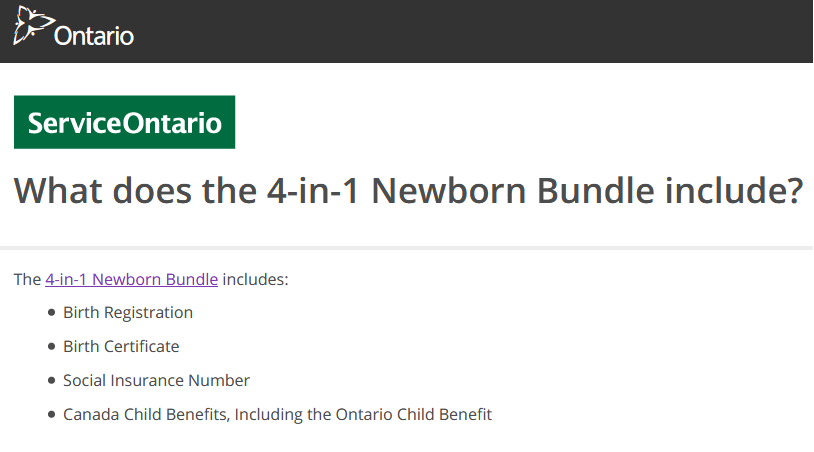 Ontario
ServiceOntario
What does the 4-in-1 Newborn Bundle include?
The 4-in-1 Newborn Bundle includes:
• Birth Registration
• Birth Certificate
• Social Insurance Number
• Canada Child Benefits, Including the Ontario Child Benefit